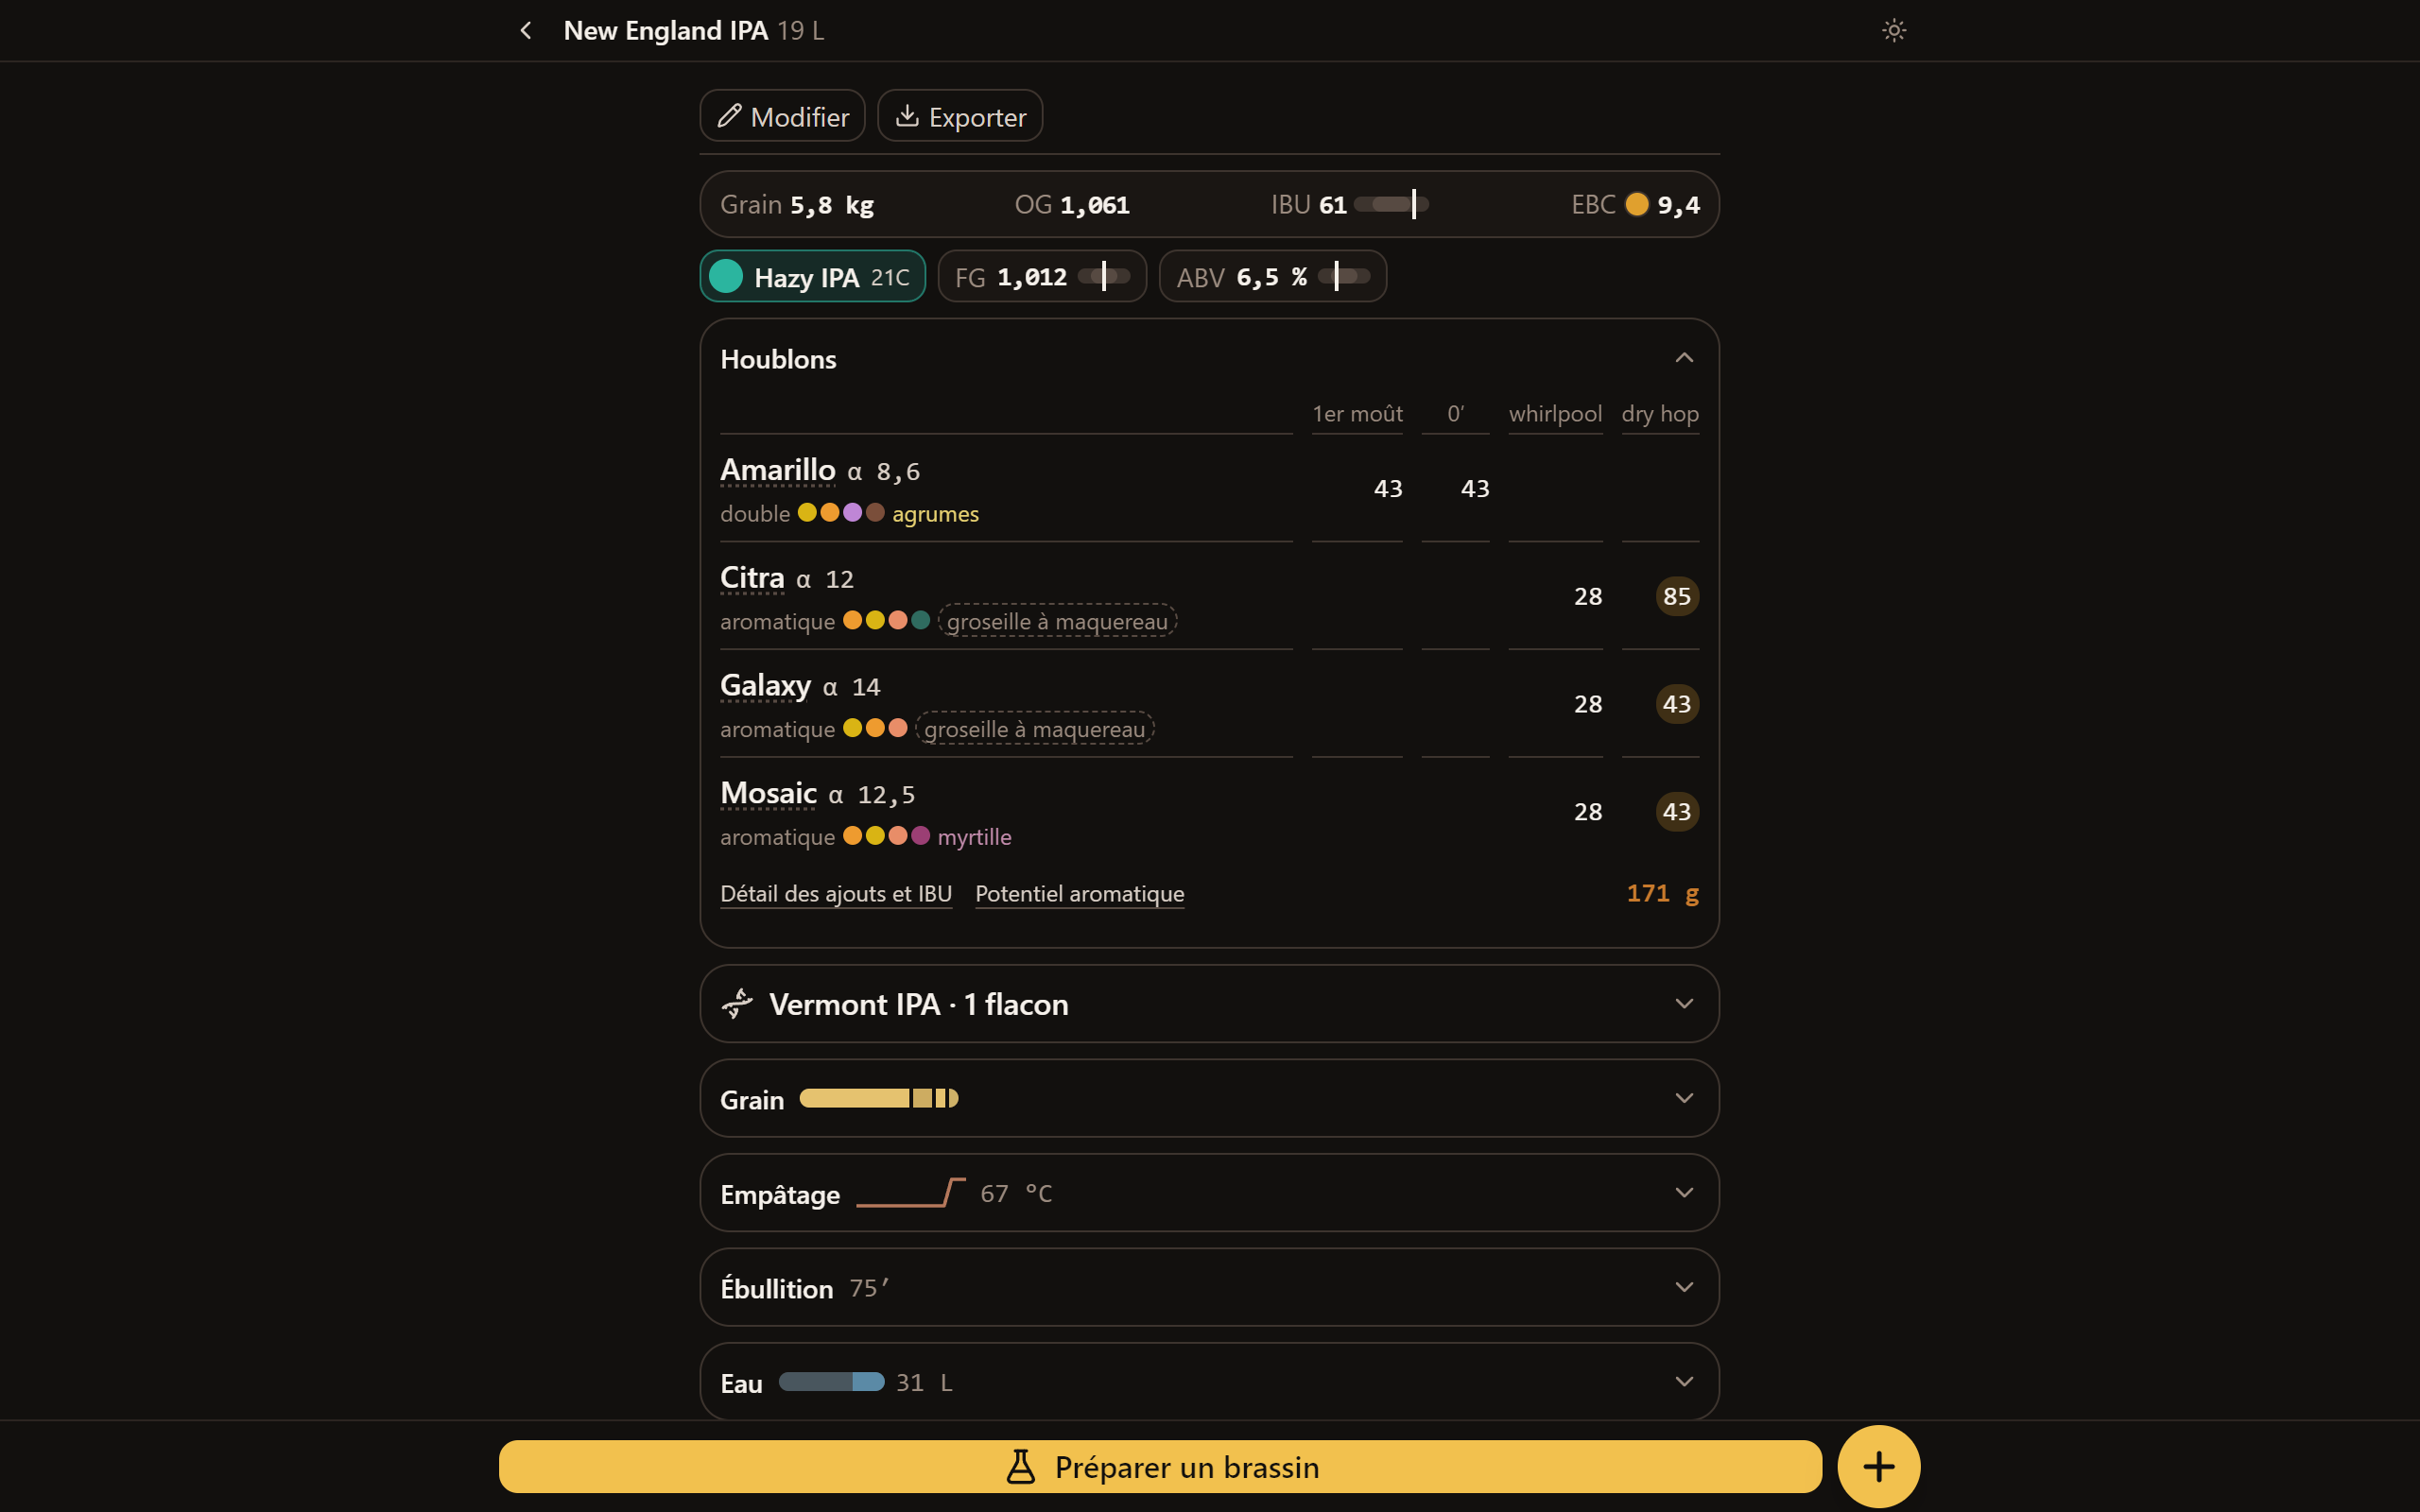 New England IPA 19 L
Modifier Exporter
Grain 5,8 kg OG 1,061 IBU 61 EBC 9,4
Hazy IPA 21C FG 1,012 ABV 6,5 %
Houblons
1er moût 0′ whirlpool dry hop
Amarillo α 8,6 43 43
double agrumes
Citra α 12 28 85
aromatique groseille à maquereau
Galaxy α 14 28 43
aromatique groseille à maquereau
Mosaic α 12,5 28 43
aromatique myrtille
Détail des ajouts et IBU Potentiel aromatique 171 g
Vermont IPA · 1 flacon
Grain
Empâtage 67 °C
Ébullition 75′
Eau 31 L
Préparer un brassin